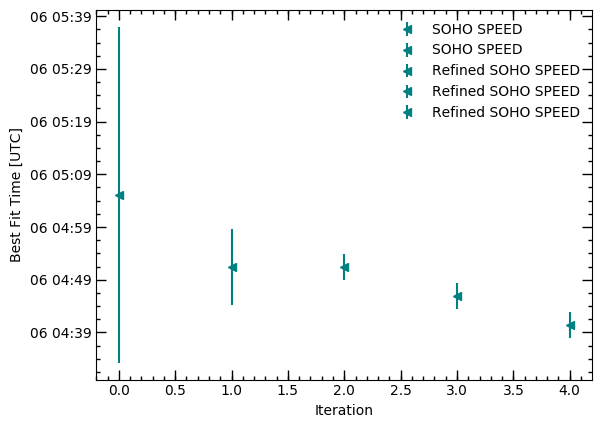 06 05:39
06 05:29
06 05:19
06 05:09
06 04:59
06 04:49
06 04:39
Best Fit Time [UTC]
SOHO SPEED
SOHO SPEED
Refined SOHO SPEED
Refined SOHO SPEED
Refined SOHO SPEED
0.0 0.5 1.0 1.5 2.0 2.5 3.0 3.5 4.0
Iteration